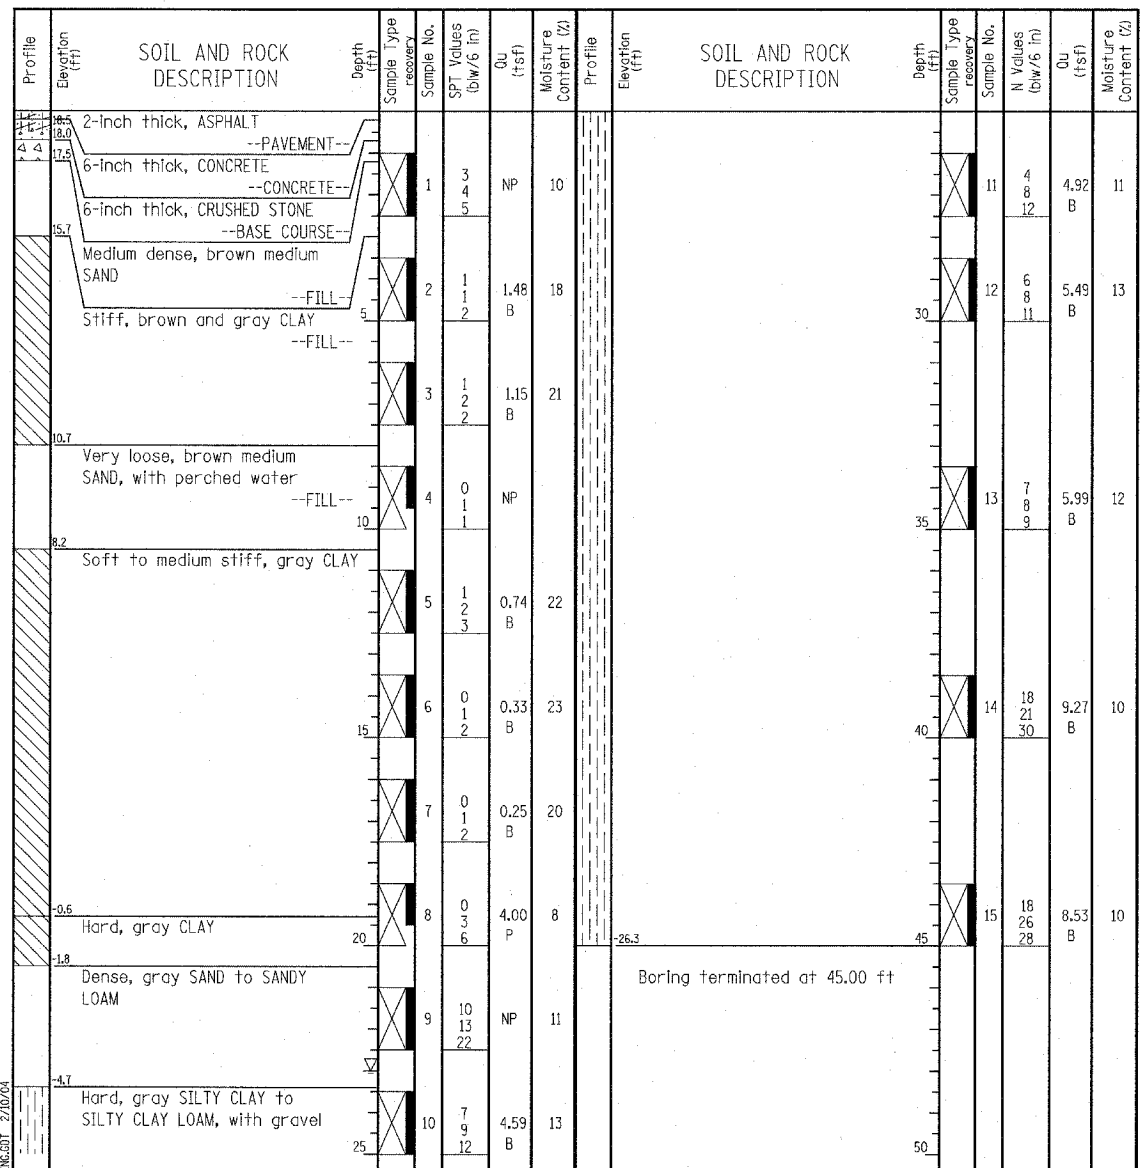 Profile
Elevation (ft)
SOIL AND ROCK
DESCRIPTION
Depth (ft)
Sample Type
recovery
Sample No.
SPT Values (blw/6 in)
Qu (tsf)
Moisture Content (%)
Profile
Elevation (ft)
SOIL AND ROCK
DESCRIPTION
Depth (ft)
Sample Type
recovery
Sample No.
N Values (blw/6 in)
Qu (tsf)
Moisture Content (%)
18.5 2-inch thick, ASPHALT
--PAVEMENT--
18.0
6-inch thick, CONCRETE
--CONCRETE--
17.5
6-inch thick, CRUSHED STONE
--BASE COURSE--
1 3 4 5 NP 10
15.7
Medium dense, brown medium
SAND
--FILL--
Stiff, brown and gray CLAY
--FILL--
5
2 1 1 2 1.48 B 18
3 1 2 2 1.15 B 21
10.7
Very loose, brown medium
SAND, with perched water
--FILL--
10
4 0 1 1 NP
8.2
Soft to medium stiff, gray CLAY
5 1 2 3 0.74 B 22
15
6 0 1 2 0.33 B 23
7 0 1 2 0.25 B 20
-0.6
Hard, gray CLAY
20
8 0 3 6 4.00 P 8
-1.8
Dense, gray SAND to SANDY
LOAM
9 10 13 22 NP 11
-4.7
Hard, gray SILTY CLAY to
SILTY CLAY LOAM, with gravel
25
10 7 9 12 4.59 B 13
11 4 8 12 4.92 B 11
30
12 6 8 11 5.49 B 13
35
13 7 8 9 5.99 B 12
40
14 18 21 30 9.27 B 10
45
15 18 26 28 8.53 B 10
-26.3
Boring terminated at 45.00 ft
50
NG.GDT 2/10/04